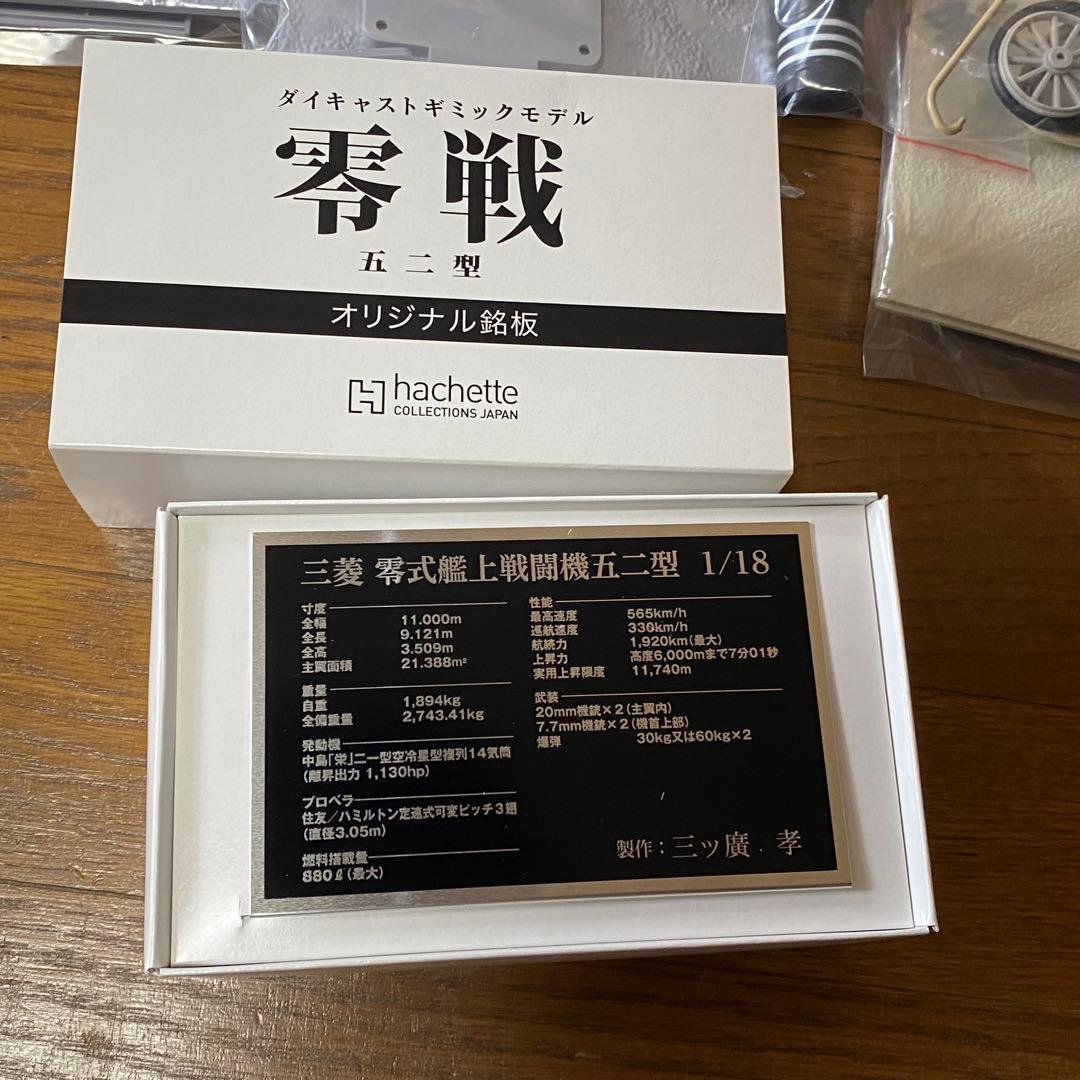 ダイキャストギミックモデル
零戦
五二型
オリジナル銘板
hachette
COLLECTIONS JAPAN
三菱 零式艦上戦闘機五二型 1/18
寸度
全幅 11.000m
全長 9.121m
全高 3.509m
主翼面積 21.388m²
重量
自重 1,894kg
全備重量 2,743.41kg
発動機
中島「栄」二一型空冷星型複列14気筒
(離昇出力 1,130hp)
プロペラ
住友/ハミルトン定速式可変ピッチ3翅
(直径3.05m)
燃料搭載量
880ℓ(最大)
性能
最高速度 565km/h
巡航速度 330km/h
航続力 1,920km(最大)
上昇力 高度6,000mまで7分01秒
実用上昇限度 11,740m
武装
20mm機銃×2(主翼内)
7.7mm機銃×2(機首上部)
爆弾 30kg又は60kg×2
製作:三ッ廣 孝